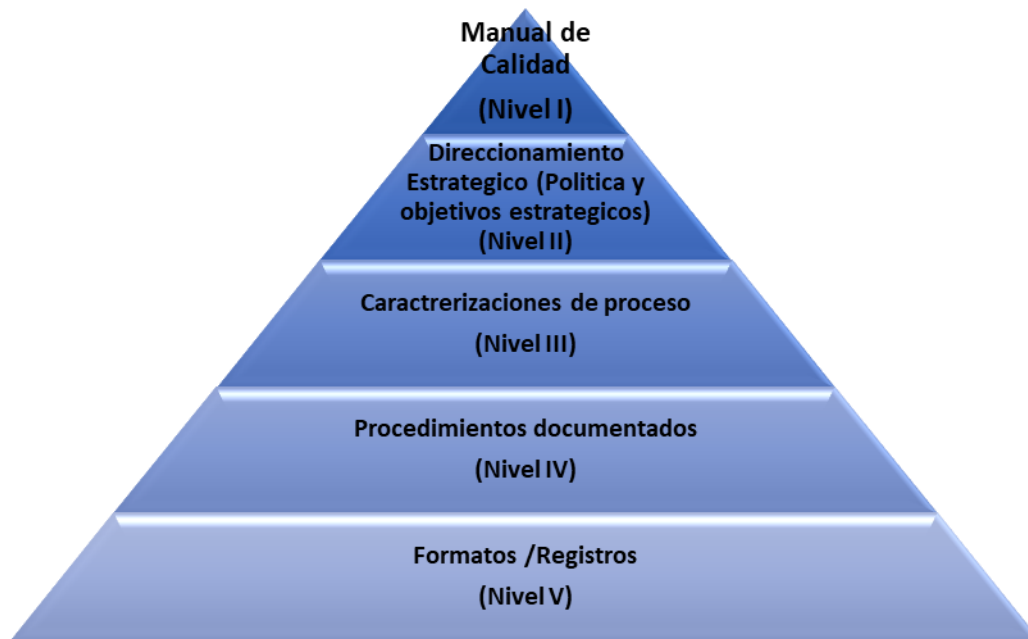 Manual de
Calidad
(Nivel I)
Direccionamiento
Estrategico (Politica y
objetivos estrategicos)
(Nivel II)
Caractrerizaciones de proceso
(Nivel III)
Procedimientos documentados
(Nivel IV)
Formatos /Registros
(Nivel V)